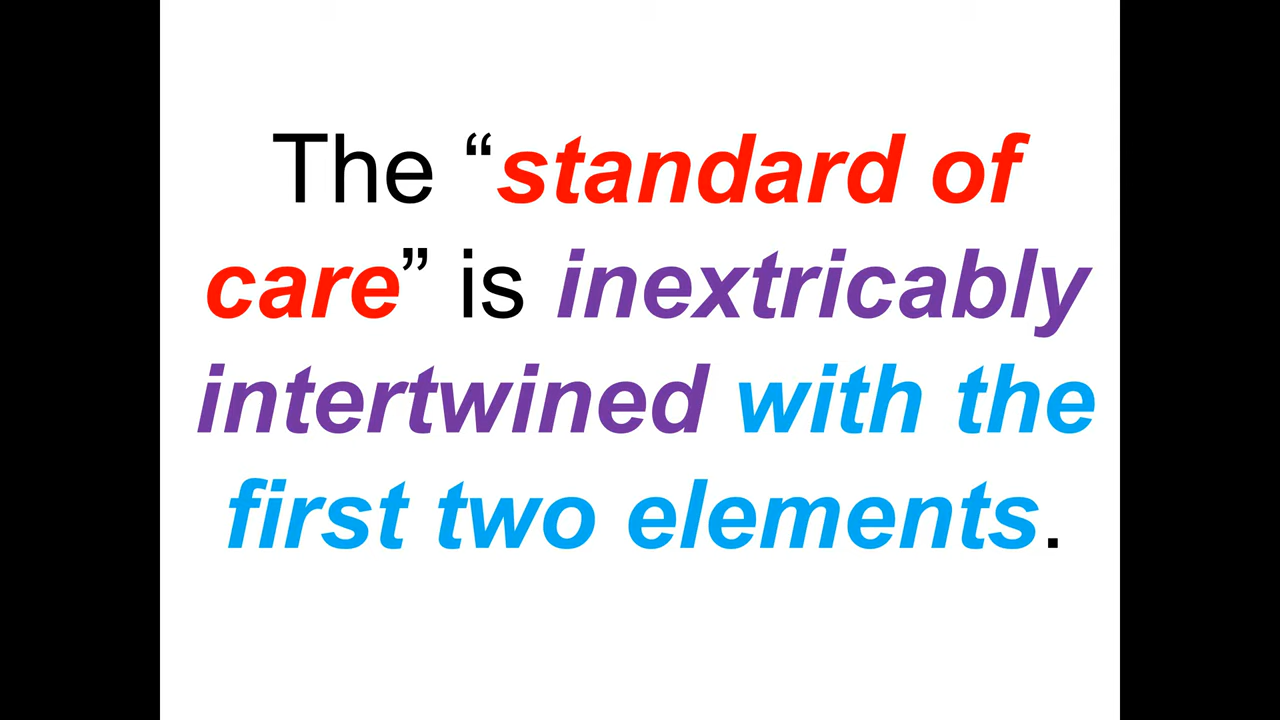 The “standard of
care” is inextricably
intertwined with the
first two elements.